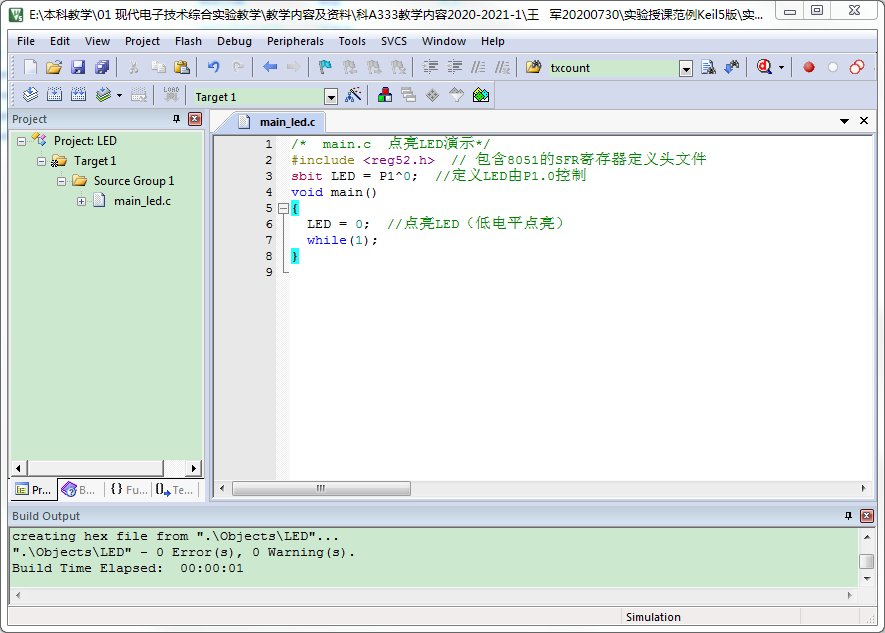 E:\本科教学\01 现代电子技术综合实验教学\教学内容及资料\科A333教学内容2020-2021-1\王 军20200730\实验授课范例Keil5版\实...
File Edit View Project Flash Debug Peripherals Tools SVCS Window Help
txcount
LOAD Target 1
Project
main_led.c
Project: LED
Target 1
Source Group 1
main_led.c
1 /* main.c 点亮LED演示*/
2 #include <reg52.h> // 包含8051的SFR寄存器定义头文件
3 sbit LED = P1^0; //定义LED由P1.0控制
4 void main()
5 {
6 LED = 0; //点亮LED（低电平点亮）
7 while(1);
8 }
9
Pr... B... {} Fu... Te...
Build Output
creating hex file from ".\Objects\LED"...
".\Objects\LED" - 0 Error(s), 0 Warning(s).
Build Time Elapsed:  00:00:01
Simulation